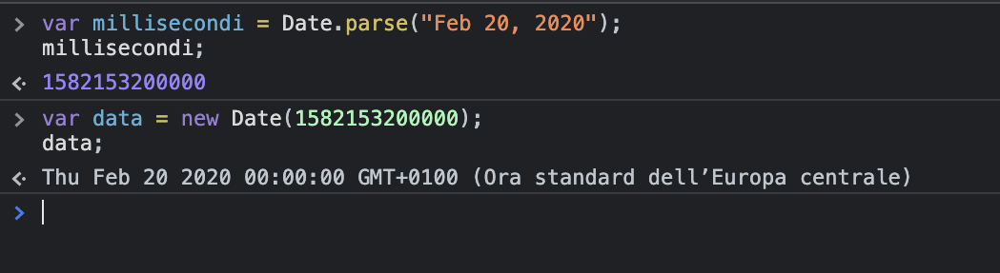 > var millisecondi = Date.parse("Feb 20, 2020");
millisecondi;
1582153200000
> var data = new Date(1582153200000);
data;
Thu Feb 20 2020 00:00:00 GMT+0100 (Ora standard dell’Europa centrale)
>